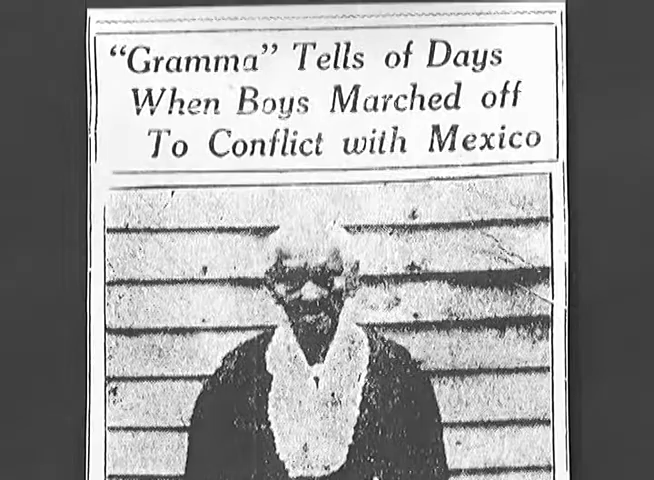 “Gramma” Tells of Days
When Boys Marched off
To Conflict with Mexico